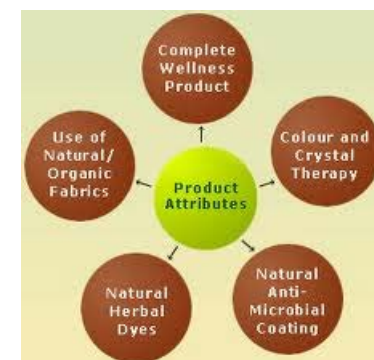 Complete
Wellness
Product
Use of
Natural/
Organic
Fabrics
Colour and
Crystal
Therapy
Product
Attributes
Natural
Herbal
Dyes
Natural
Anti-
Microbial
Coating